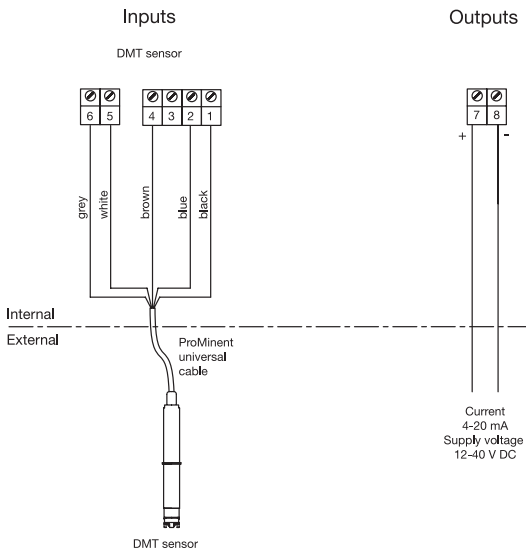 Inputs
Outputs
DMT sensor
6 5 4 3 2 1
7 8
+ -
grey
white
brown
blue
black
Internal
External
ProMinent
universal
cable
Current
4-20 mA
Supply voltage
12-40 V DC
DMT sensor